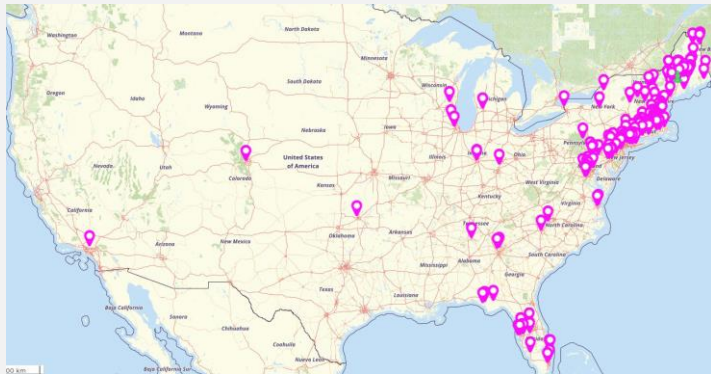 Washington
Montana
North Dakota
Minnesota
Oregon
Idaho
Wyoming
South Dakota
Wisconsin
Michigan
New York
Nebraska
Iowa
Nevada
Utah
Colorado
United States
of America
Illinois
Ohio
Pennsylv
New Jersey
Kansas
Missouri
West Virginia
Delaware
Kentucky
Virginia
California
Arizona
New Mexico
Oklahoma
Arkansas
North Carolina
South Carolina
Mississippi
Alabama
Georgia
Texas
Louisiana
Baja California
Sonora
Chihuahua
Coahuila
Nuevo León
Baja California Sur
00 km